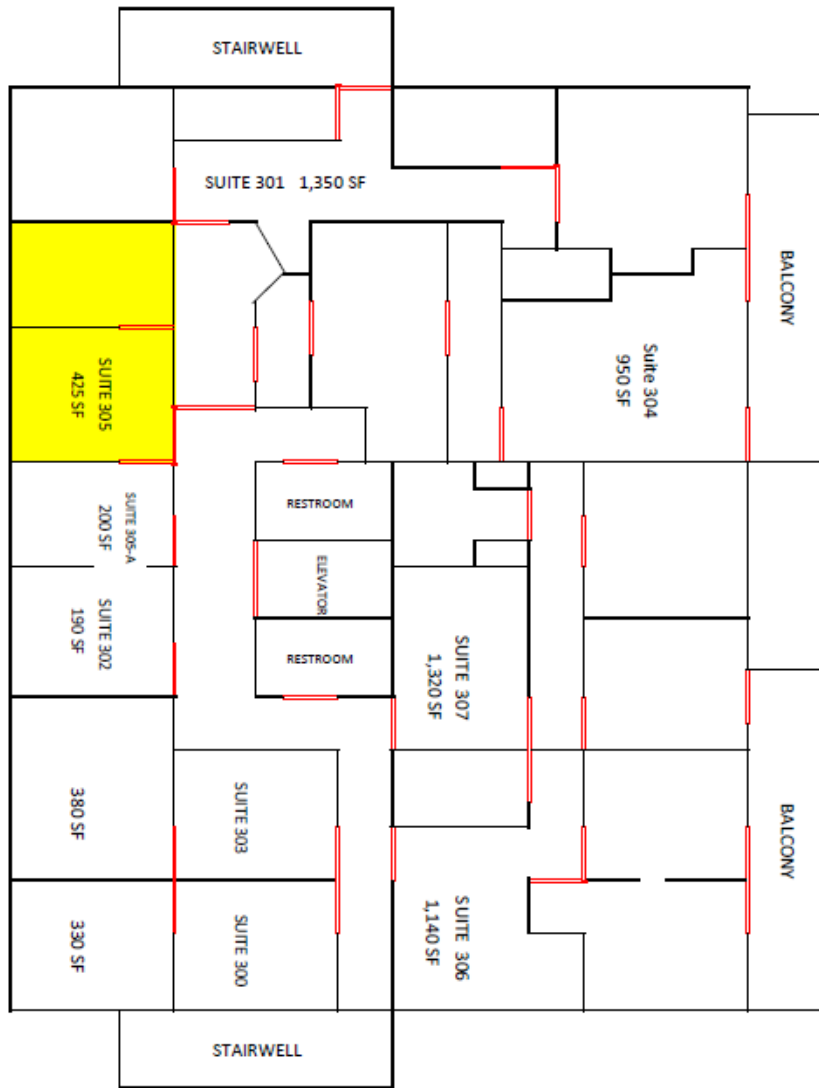 STAIRWELL
SUITE 301 1,350 SF
BALCONY
Suite 304
950 SF
SUITE 305
425 SF
SUITE 305-A
200 SF
RESTROOM
ELEVATOR
SUITE 302
190 SF
RESTROOM
SUITE 307
1,320 SF
380 SF
SUITE 303
BALCONY
330 SF
SUITE 300
SUITE 306
1,140 SF
STAIRWELL